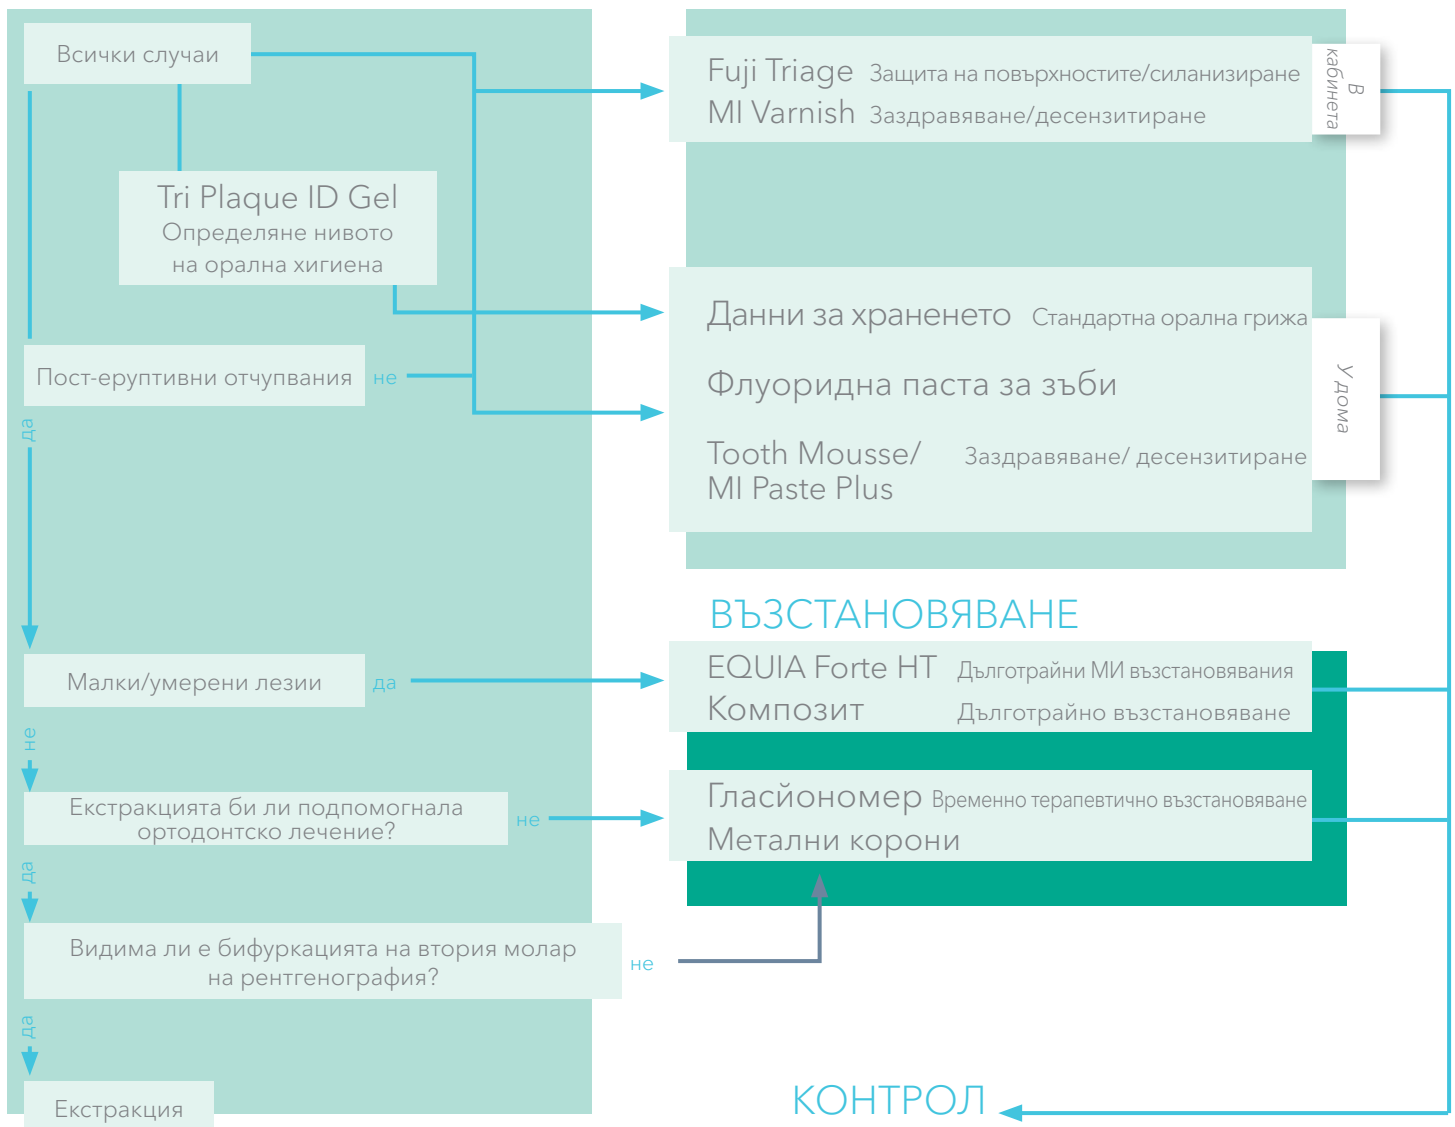 Всички случаи
Fuji Triage Защита на повърхностите/силанизиране
MI Varnish Заздравяване/десензитиране
В
кабинета
Tri Plaque ID Gel
Определяне нивото
на орална хигиена
Данни за храненето Стандартна орална грижа
Флуоридна паста за зъби
Tooth Mousse/ Заздравяване/ десензитиране
MI Paste Plus
У дома
Пост-еруптивни отчупвания не
да
ВЪЗСТАНОВЯВАНЕ
Малки/умерени лезии да
EQUIA Forte HT Дълготрайни МИ възстановявания
Композит Дълготрайно възстановяване
не
Екстракцията би ли подпомогнала
ортодонтско лечение?
не
Гласйономер Временно терапевтично възстановяване
Метални корони
да
Видима ли е бифуркацията на втория молар
на рентгенография?
не
да
Екстракция
КОНТРОЛ